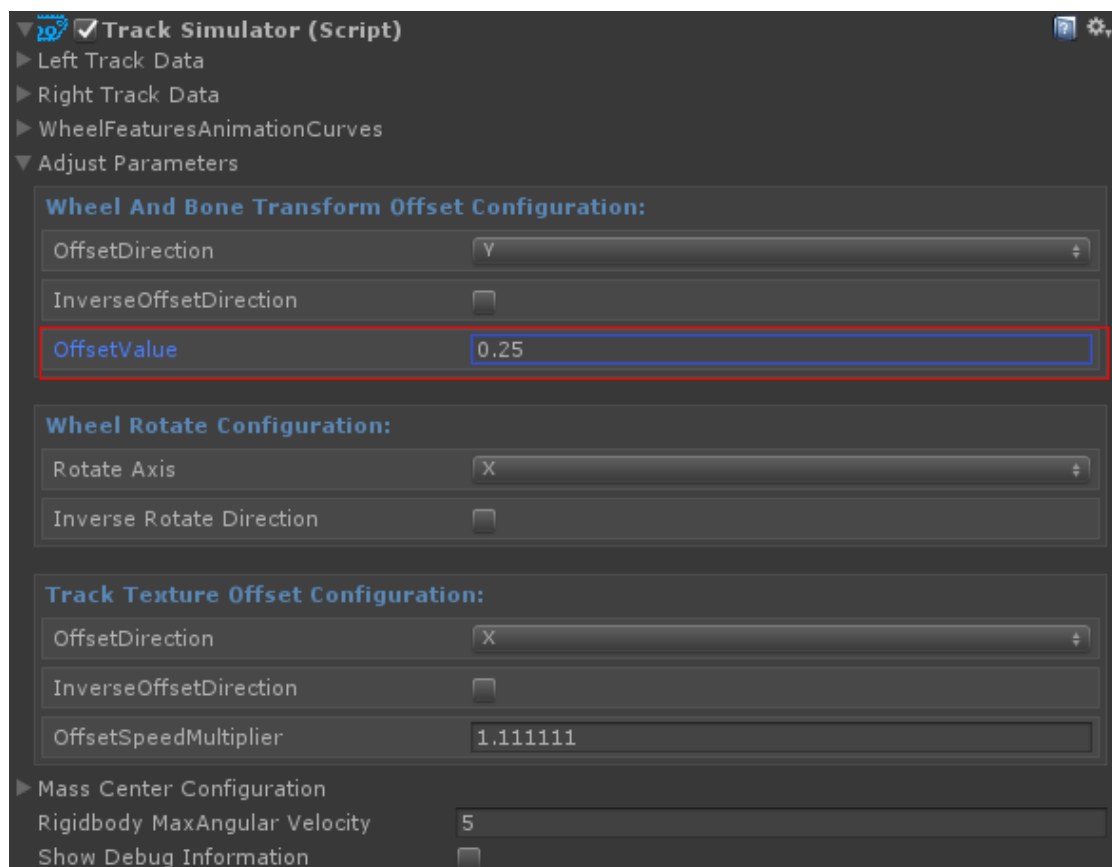 Track Simulator (Script)
Left Track Data
Right Track Data
WheelFeaturesAnimationCurves
Adjust Parameters
Wheel And Bone Transform Offset Configuration:
OffsetDirection Y
InverseOffsetDirection
OffsetValue 0.25
Wheel Rotate Configuration:
Rotate Axis X
Inverse Rotate Direction
Track Texture Offset Configuration:
OffsetDirection X
InverseOffsetDirection
OffsetSpeedMultiplier 1.111111
Mass Center Configuration
Rigidbody MaxAngular Velocity 5
Show Debug Information